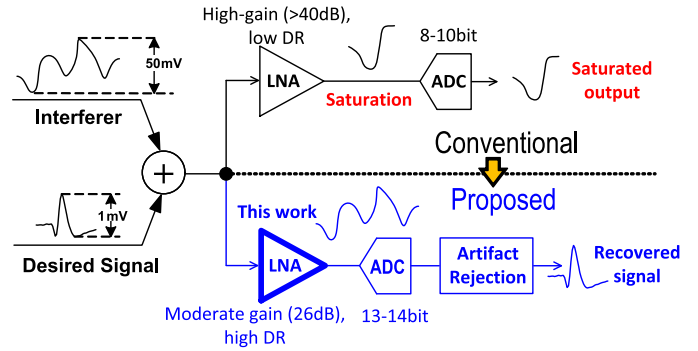 High-gain (>40dB),
low DR
8-10bit
50mV
LNA
ADC
Saturation
Saturated
output
Interferer
+
Conventional
Proposed
1mV
This work
Desired Signal
LNA
ADC
Artifact
Rejection
Recovered
signal
Moderate gain (26dB),
high DR
13-14bit